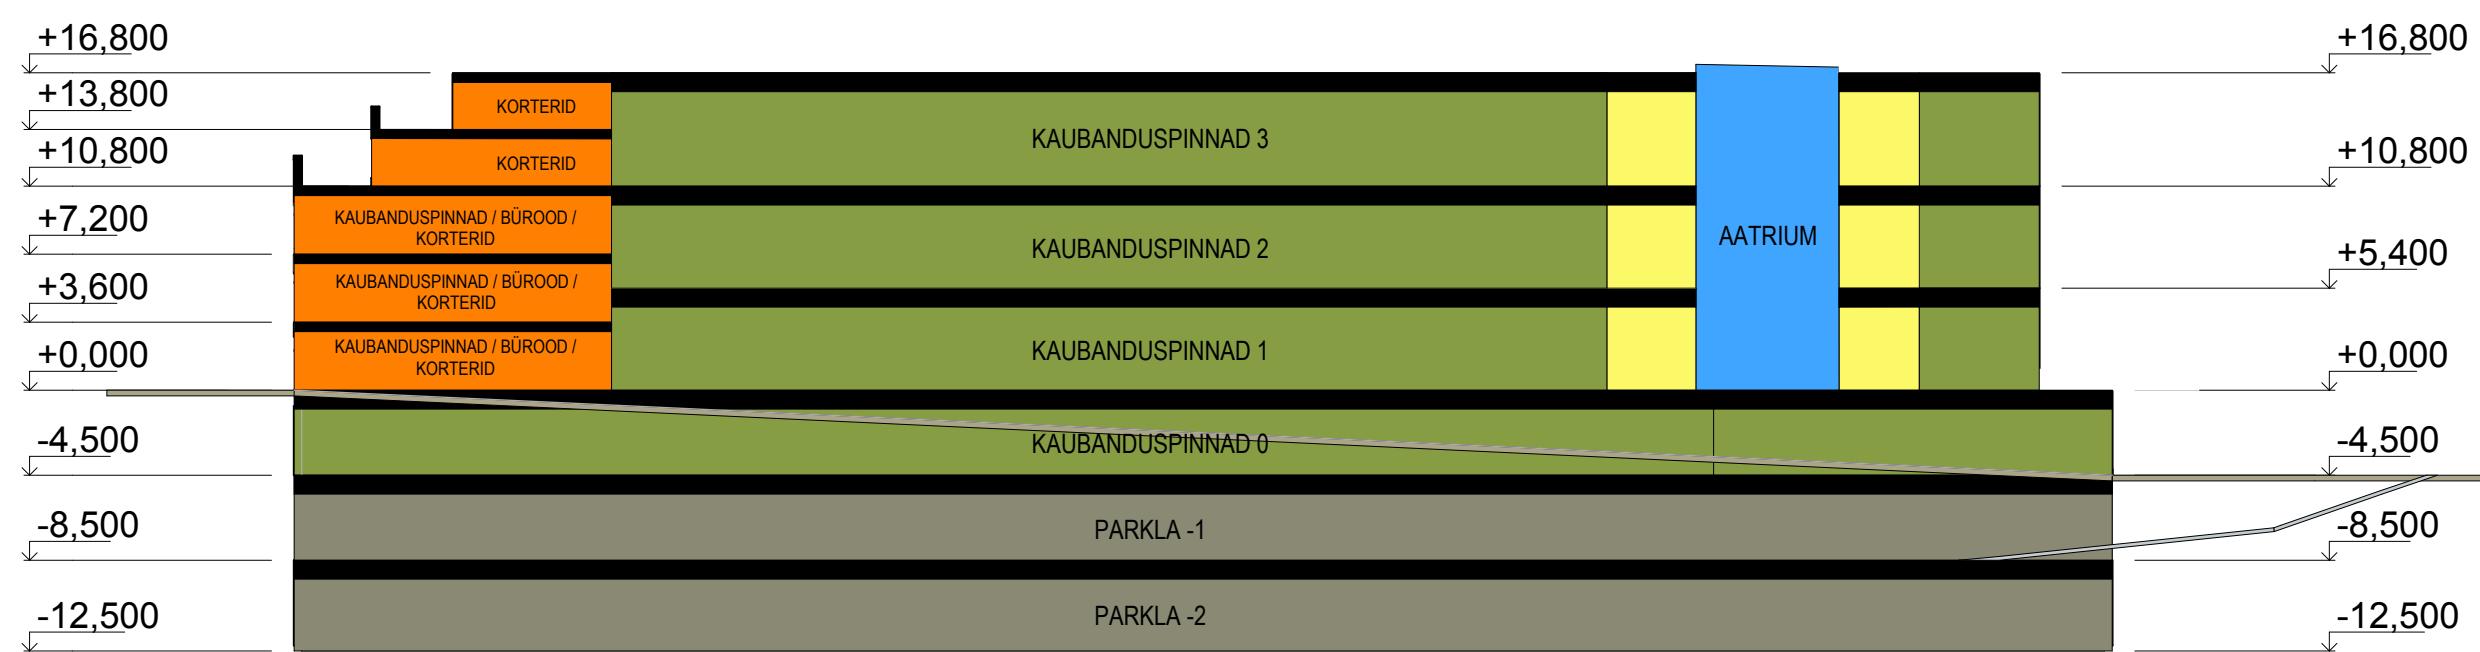 +16,800
+16,800
+13,800
KORTERID
KAUBANDUSPINNAD 3
+10,800
KORTERID
+10,800
+7,200
KAUBANDUSPINNAD / BÜROOD /
KORTERID
KAUBANDUSPINNAD 2
AATRIUM
+5,400
+3,600
KAUBANDUSPINNAD / BÜROOD /
KORTERID
+0,000
KAUBANDUSPINNAD / BÜROOD /
KORTERID
KAUBANDUSPINNAD 1
+0,000
-4,500
KAUBANDUSPINNAD 0
-4,500
-8,500
PARKLA -1
-8,500
-12,500
PARKLA -2
-12,500